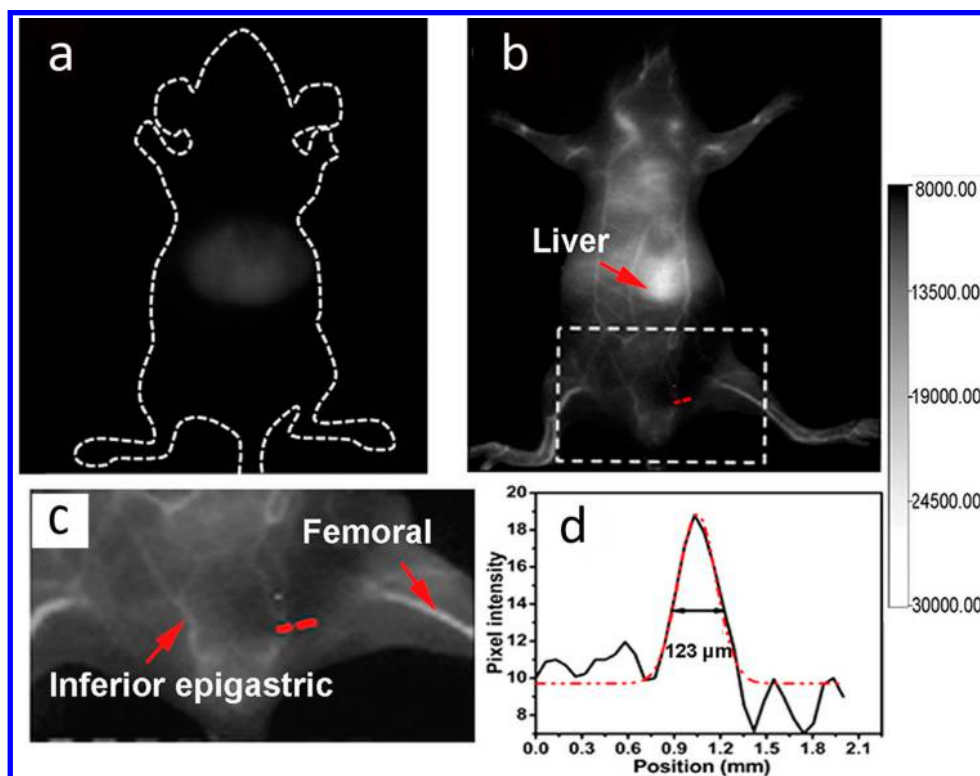 a
b
Liver
8000.00
13500.00
19000.00
24500.00
30000.00
c
Femoral
Inferior epigastric
d
Pixel intensity
20
18
16
14
12
10
8
123 μm
0.0 0.3 0.6 0.9 1.2 1.5 1.8 2.1
Position (mm)